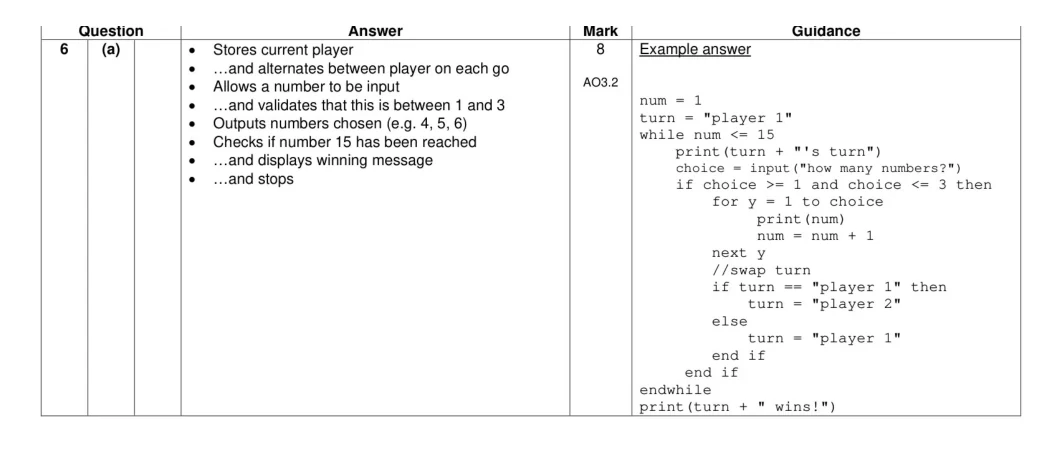 Question Answer Mark Guidance
6 (a)
• Stores current player
• …and alternates between player on each go
• Allows a number to be input
• …and validates that this is between 1 and 3
• Outputs numbers chosen (e.g. 4, 5, 6)
• Checks if number 15 has been reached
• …and displays winning message
• …and stops
8
AO3.2
Example answer
num = 1
turn = "player 1"
while num <= 15
print(turn + "'s turn")
choice = input("how many numbers?")
if choice >= 1 and choice <= 3 then
for y = 1 to choice
print(num)
num = num + 1
next y
//swap turn
if turn == "player 1" then
turn = "player 2"
else
turn = "player 1"
end if
end if
endwhile
print(turn + " wins!")